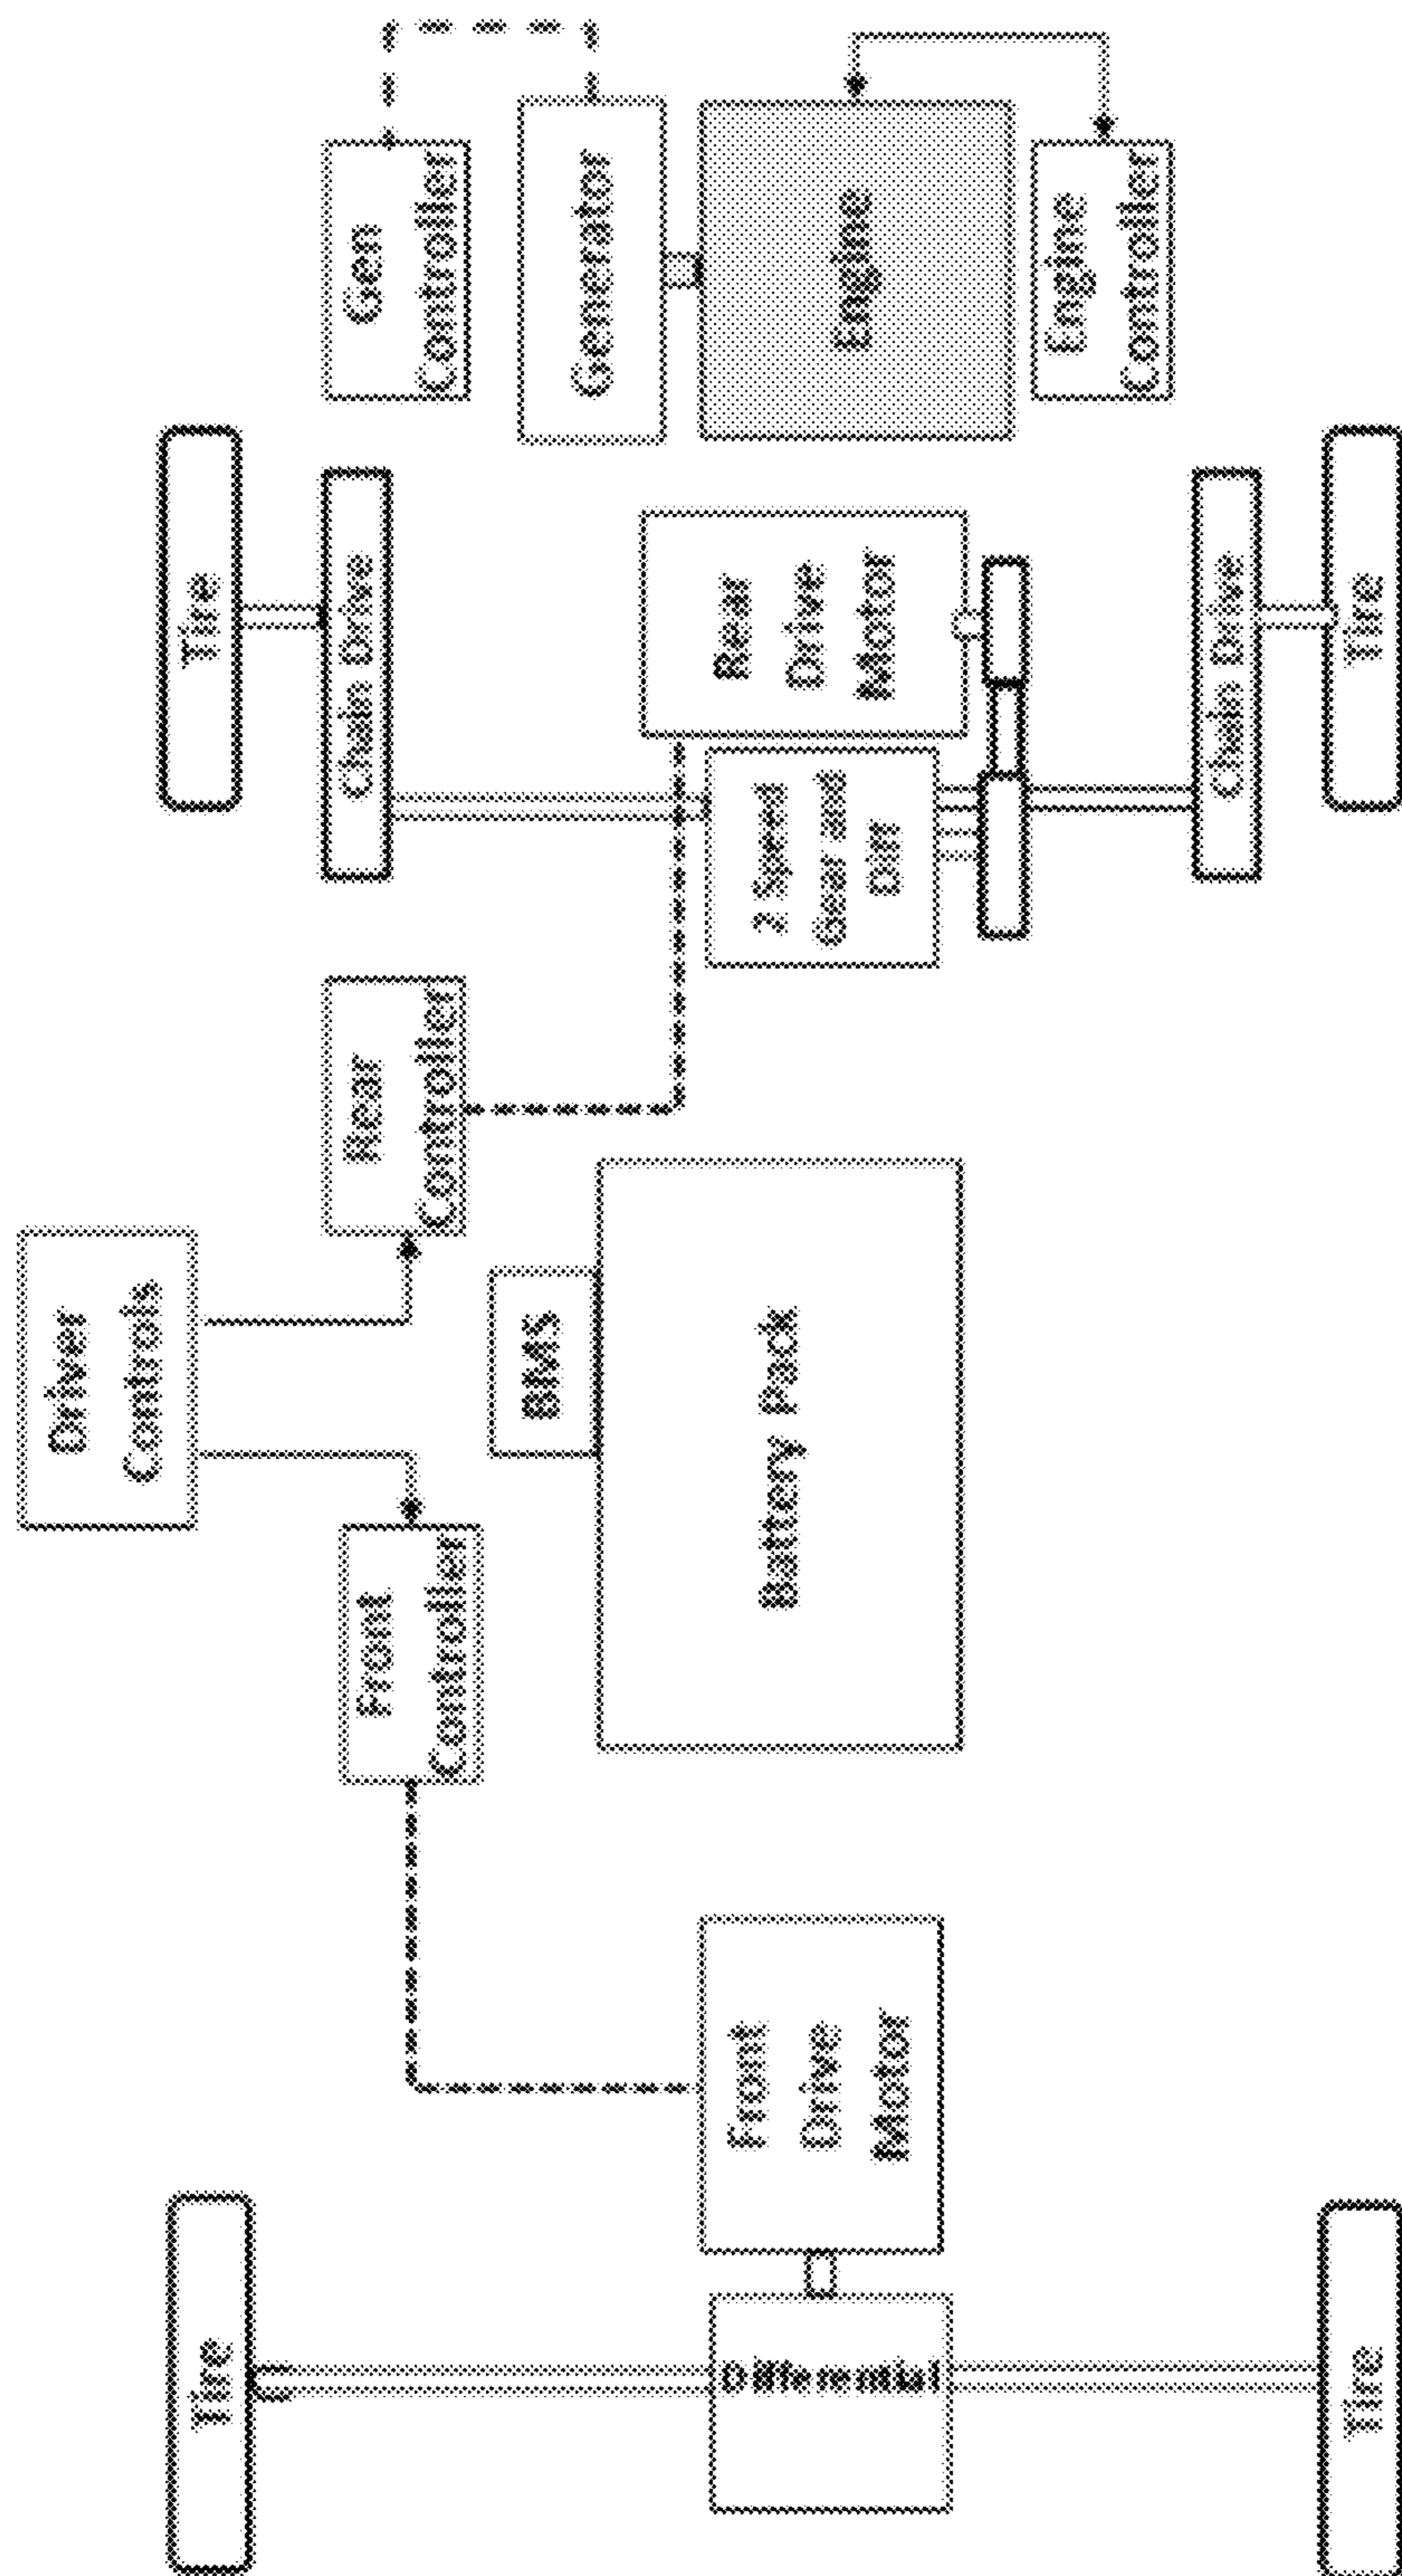 Driver
Controls
Tire
Tire
Front
Controller
Rear
Controller
Chain Drive
Gen
Controller
BMS
Generator
Differential
Front
Drive
Motor
Battery Pack
2 Speed
Gear and
Diff
Rear
Drive
Motor
Engine
Engine
Controller
Chain Drive
Tire
Tire